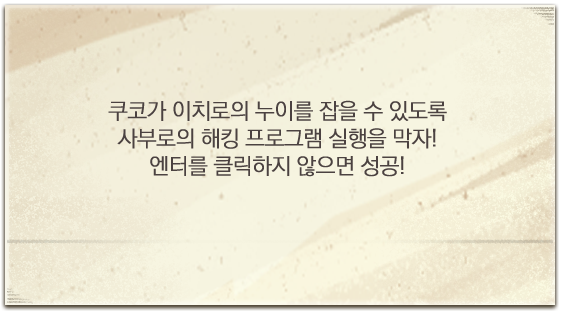 쿠코가 이치로의 누이를 잡을 수 있도록
사부로의 해킹 프로그램 실행을 막자!
엔터를 클릭하지 않으면 성공!